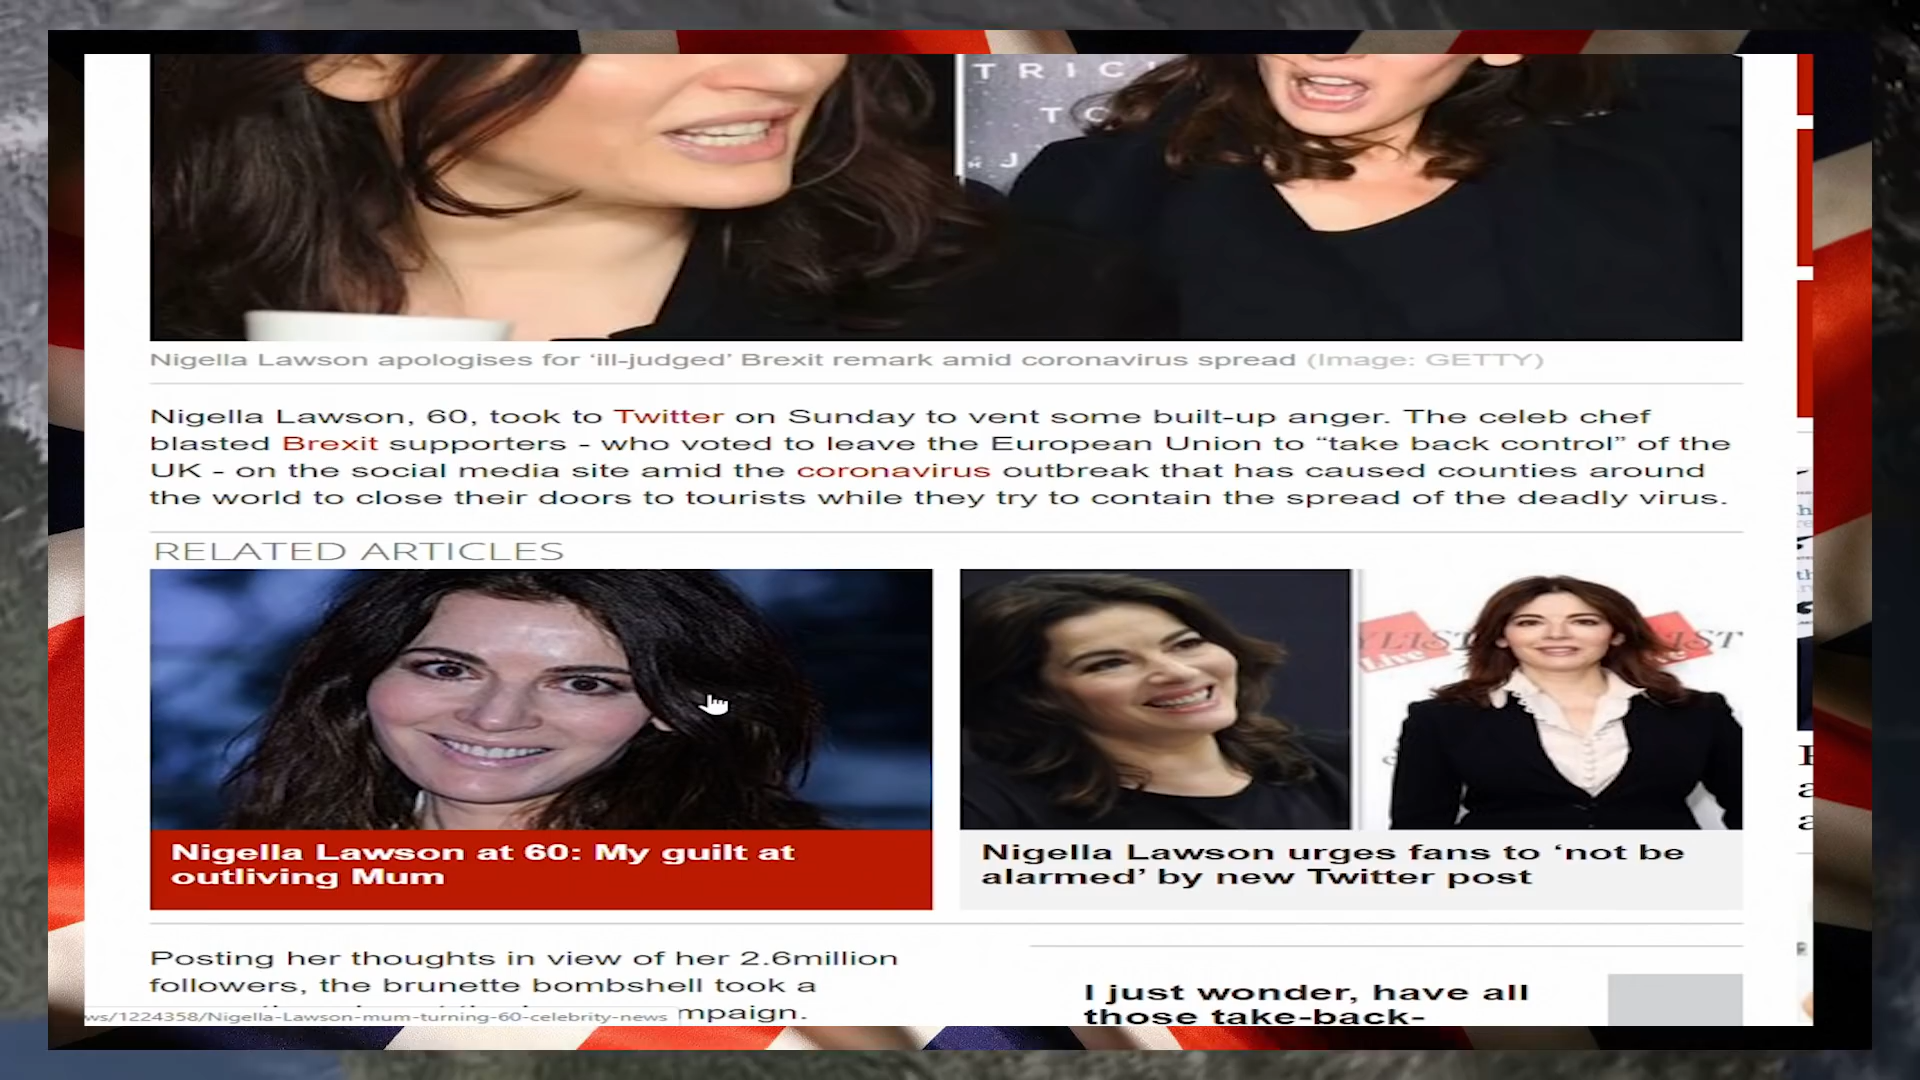 TRIC
TO
J
Nigella Lawson apologises for ‘ill-judged’ Brexit remark amid coronavirus spread (Image: GETTY)
Nigella Lawson, 60, took to Twitter on Sunday to vent some built-up anger. The celeb chef
blasted Brexit supporters - who voted to leave the European Union to “take back control” of the
UK - on the social media site amid the coronavirus outbreak that has caused counties around
the world to close their doors to tourists while they try to contain the spread of the deadly virus.
RELATED ARTICLES
YLIST
Live
IST
Nigella Lawson at 60: My guilt at
outliving Mum
Nigella Lawson urges fans to ‘not be
alarmed’ by new Twitter post
Posting her thoughts in view of her 2.6million
followers, the brunette bombshell took a
mpaign.
I just wonder, have all
those take-back-
ws/1224358/Nigella-Lawson-mum-turning-60-celebrity-news